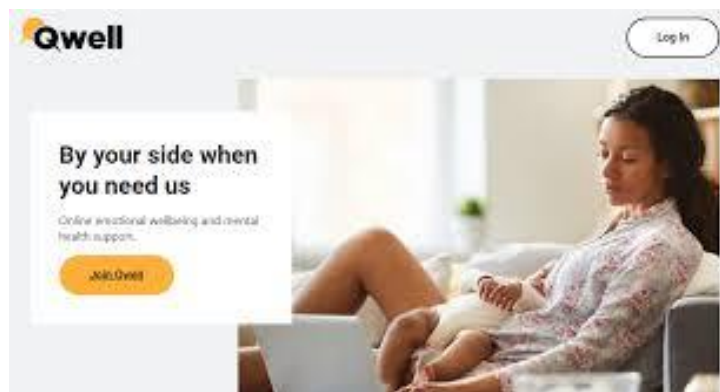 Qwell
Log In
By your side when
you need us
Online emotional wellbeing and mental
health support.
Join Qwell